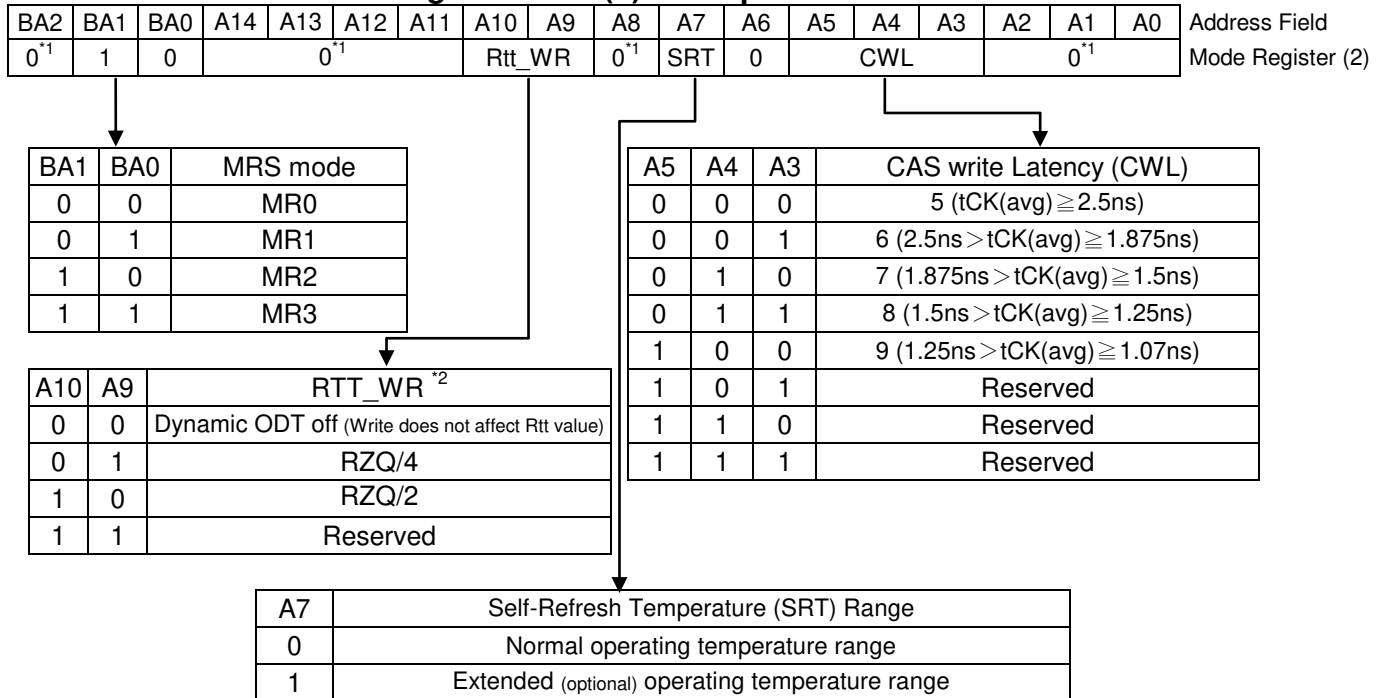 BA2 BA1 BA0 A14 A13 A12 A11 A10 A9 A8 A7 A6 A5 A4 A3 A2 A1 A0 Address Field
0*1 1 0 0*1 Rtt_WR 0*1 SRT 0 CWL 0*1 Mode Register (2)
BA1 BA0 MRS mode
0 0 MR0
0 1 MR1
1 0 MR2
1 1 MR3
A5 A4 A3 CAS write Latency (CWL)
0 0 0 5 (tCK(avg)≧2.5ns)
0 0 1 6 (2.5ns>tCK(avg)≧1.875ns)
0 1 0 7 (1.875ns>tCK(avg)≧1.5ns)
0 1 1 8 (1.5ns>tCK(avg)≧1.25ns)
1 0 0 9 (1.25ns>tCK(avg)≧1.07ns)
1 0 1 Reserved
1 1 0 Reserved
1 1 1 Reserved
A10 A9 RTT_WR *2
0 0 Dynamic ODT off (Write does not affect Rtt value)
0 1 RZQ/4
1 0 RZQ/2
1 1 Reserved
A7 Self-Refresh Temperature (SRT) Range
0 Normal operating temperature range
1 Extended (optional) operating temperature range